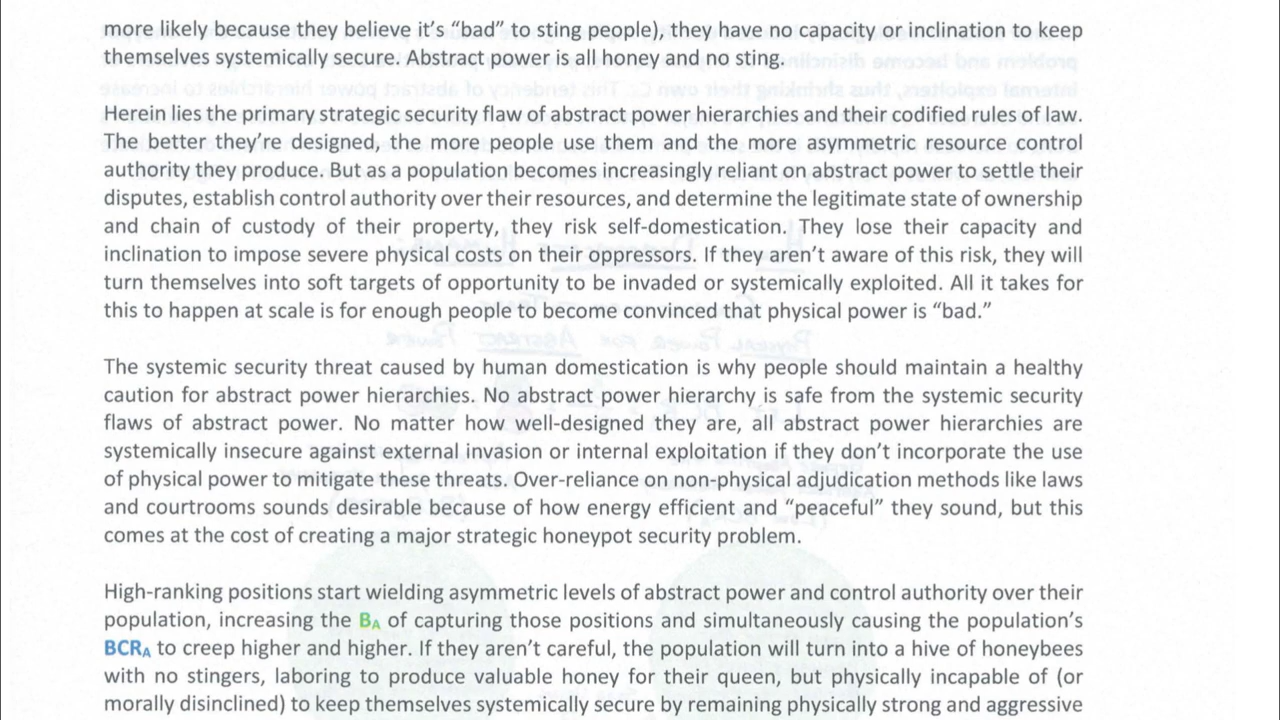 more likely because they believe it’s “bad” to sting people), they have no capacity or inclination to keep
themselves systemically secure. Abstract power is all honey and no sting.
Herein lies the primary strategic security flaw of abstract power hierarchies and their codified rules of law.
The better they’re designed, the more people use them and the more asymmetric resource control
authority they produce. But as a population becomes increasingly reliant on abstract power to settle their
disputes, establish control authority over their resources, and determine the legitimate state of ownership
and chain of custody of their property, they risk self-domestication. They lose their capacity and
inclination to impose severe physical costs on their oppressors. If they aren’t aware of this risk, they will
turn themselves into soft targets of opportunity to be invaded or systemically exploited. All it takes for
this to happen at scale is for enough people to become convinced that physical power is “bad.”
The systemic security threat caused by human domestication is why people should maintain a healthy
caution for abstract power hierarchies. No abstract power hierarchy is safe from the systemic security
flaws of abstract power. No matter how well-designed they are, all abstract power hierarchies are
systemically insecure against external invasion or internal exploitation if they don’t incorporate the use
of physical power to mitigate these threats. Over-reliance on non-physical adjudication methods like laws
and courtrooms sounds desirable because of how energy efficient and “peaceful” they sound, but this
comes at the cost of creating a major strategic honeypot security problem.
High-ranking positions start wielding asymmetric levels of abstract power and control authority over their
population, increasing the BA of capturing those positions and simultaneously causing the population’s
BCRA to creep higher and higher. If they aren’t careful, the population will turn into a hive of honeybees
with no stingers, laboring to produce valuable honey for their queen, but physically incapable of (or
morally disinclined) to keep themselves systemically secure by remaining physically strong and aggressive